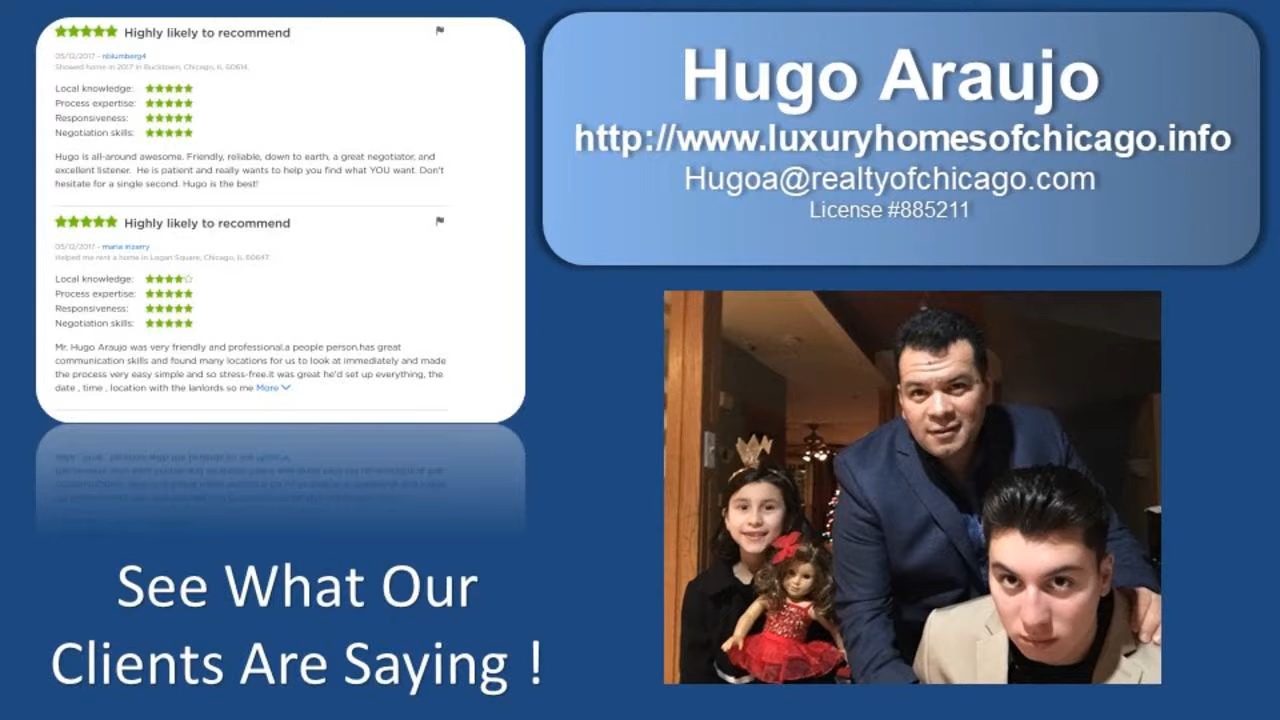 Highly likely to recommend
05/12/2017 - nblumberg4
Showed home in 2017 in Bucktown, Chicago, IL 60614.
Local knowledge:
Process expertise:
Responsiveness:
Negotiation skills:
Hugo is all-around awesome. Friendly, reliable, down to earth, a great negotiator, and
excellent listener. He is patient and really wants to help you find what YOU want. Don't
hesitate for a single second. Hugo is the best!
Highly likely to recommend
05/12/2017 - maria irizarry
Helped me rent a home in Logan Square, Chicago, IL 60647.
Local knowledge:
Process expertise:
Responsiveness:
Negotiation skills:
Mr. Hugo Araujo was very friendly and professional,a people person,has great
communication skills and found many locations for us to look at immediately and made
the process very easy simple and so stress-free.it was great he'd set up everything, the
date , time , location with the lanlords so me More
See What Our
Clients Are Saying !
Hugo Araujo
http://www.luxuryhomesofchicago.info
Hugoa@realtyofchicago.com
License #885211